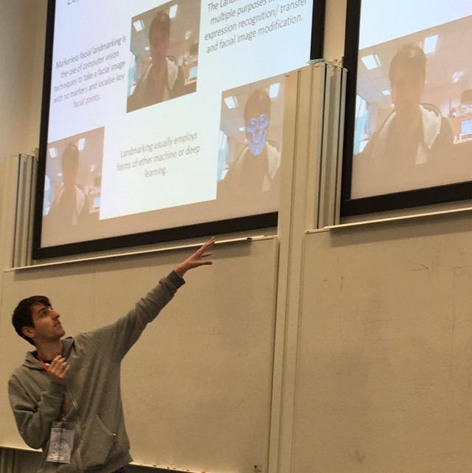 Markerless facial landmarking is
the use of computer vision
techniques to take a facial image
with no markers and localise key
facial points.
The Land
multiple purposes
expression recognition/ transfer
and facial image modification.
Landmarking usually employs
forms of either machine or deep
learning.